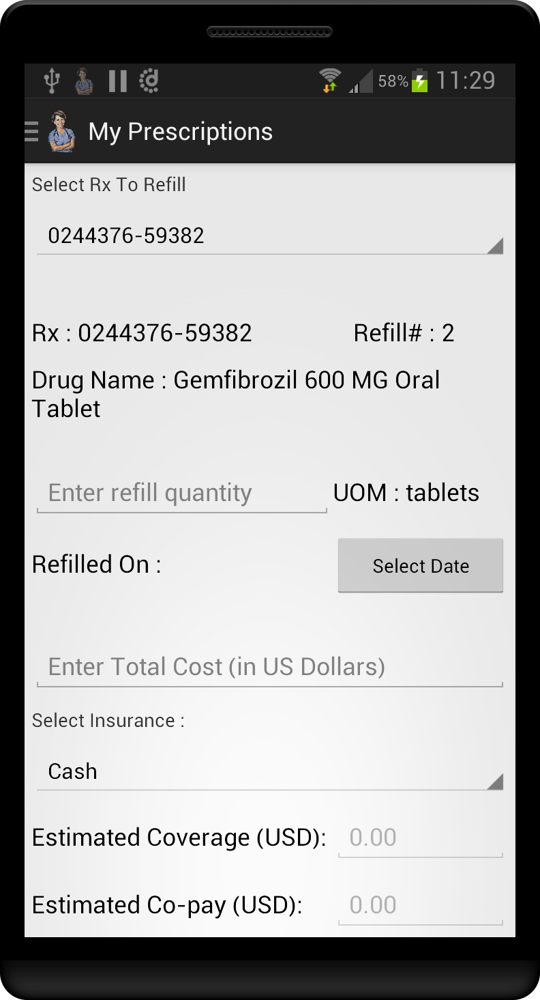 58% 11:29
My Prescriptions
Select Rx To Refill
0244376-59382
Rx : 0244376-59382 Refill# : 2
Drug Name : Gemfibrozil 600 MG Oral
Tablet
Enter refill quantity UOM : tablets
Refilled On : Select Date
Enter Total Cost (in US Dollars)
Select Insurance :
Cash
Estimated Coverage (USD): 0.00
Estimated Co-pay (USD): 0.00